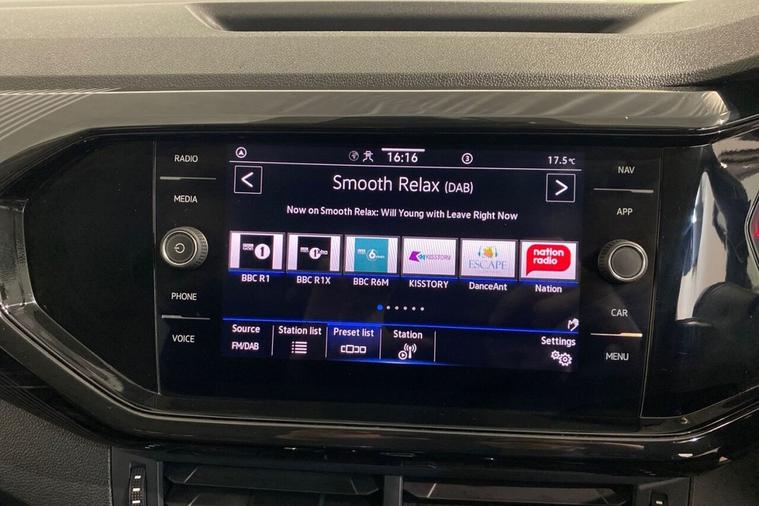 RADIO
MEDIA
PHONE
VOICE
16:16
3
17.5°C
Smooth Relax (DAB)
Now on Smooth Relax: Will Young with Leave Right Now
1
6
KISSTORY
ESCAPE
nation
radio
BBC R1
BBC R1X
BBC R6M
KISSTORY
DanceAnt
Nation
Source
FM/DAB
Station list
Preset list
Station
Settings
NAV
APP
CAR
MENU